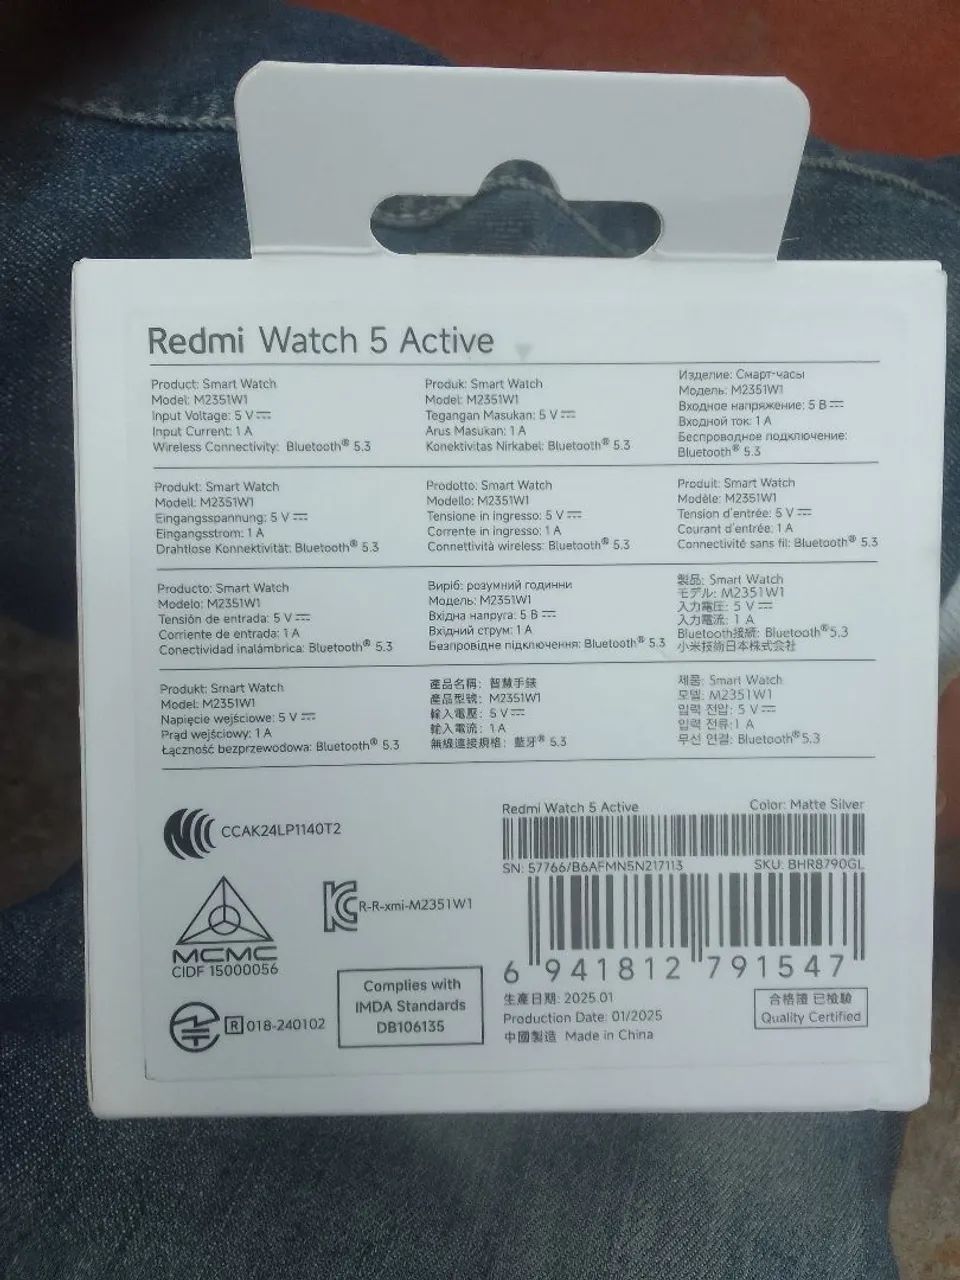 Redmi Watch 5 Active
Product: Smart Watch
Model: M2351W1
Input Voltage: 5 V ⎓
Input Current: 1 A
Wireless Connectivity: Bluetooth® 5.3
Produk: Smart Watch
Model: M2351W1
Tegangan Masukan: 5 V ⎓
Arus Masukan: 1 A
Konektivitas Nirkabel: Bluetooth® 5.3
Изделие: Смарт-часы
Модель: M2351W1
Входное напряжение: 5 В ⎓
Входной ток: 1 А
Беспроводное подключение:
Bluetooth® 5.3
Produkt: Smart Watch
Modell: M2351W1
Eingangsspannung: 5 V ⎓
Eingangsstrom: 1 A
Drahtlose Konnektivität: Bluetooth® 5.3
Prodotto: Smart Watch
Modello: M2351W1
Tensione in ingresso: 5 V ⎓
Corrente in ingresso: 1 A
Connettività wireless: Bluetooth® 5.3
Produit: Smart Watch
Modèle: M2351W1
Tension d'entrée: 5 V ⎓
Courant d'entrée: 1 A
Connectivité sans fil: Bluetooth® 5.3
Producto: Smart Watch
Modelo: M2351W1
Tensión de entrada: 5 V ⎓
Corriente de entrada: 1 A
Conectividad inalámbrica: Bluetooth® 5.3
Виріб: розумний годинни
Модель: M2351W1
Вхідна напруга: 5 В ⎓
Вхідний струм: 1 А
Безпровідне підключення: Bluetooth® 5.3
製品: Smart Watch
モデル: M2351W1
入力電圧: 5 V ⎓
入力電流: 1 A
Bluetooth接続: Bluetooth®5.3
小米技術日本株式会社
Produkt: Smart Watch
Model: M2351W1
Napięcie wejściowe: 5 V ⎓
Prąd wejściowy: 1 A
Łączność bezprzewodowa: Bluetooth® 5.3
產品名稱: 智慧手錶
產品型號: M2351W1
輸入電壓: 5 V ⎓
輸入電流: 1 A
無線連接規格: 藍牙® 5.3
제품: Smart Watch
모델: M2351W1
입력 전압: 5 V ⎓
입력 전류: 1 A
무선 연결: Bluetooth®5.3
CCAK24LP1140T2
MCMC
CIDF 15000056
R-R-xmi-M2351W1
R 018-240102
Complies with
IMDA Standards
DB106135
Redmi Watch 5 Active Color: Matte Silver
SN: 57766/B6AFMN5N217113 SKU: BHR8790GL
6 941812 791547
生產日期: 2025.01
Production Date: 01/2025
中國製造 Made in China
合格證 已檢驗
Quality Certified